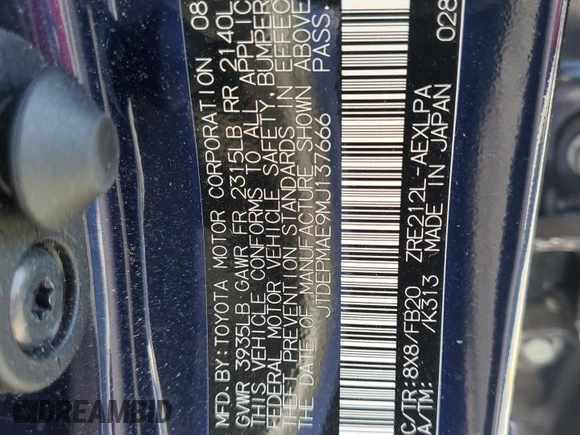 MFD. BY: TOYOTA MOTOR CORPORATION 08
GVWR 3935LB GAWR FR 2315LB RR 2140L
THIS VEHICLE CONFORMS TO ALL APPLIC
FEDERAL MOTOR VEHICLE SAFETY, BUMPER
THEFT PREVENTION STANDARDS IN EFFEC
THE DATE OF MANUFACTURE SHOWN ABOVE
JTDEPMAE9MJ137666 PASS
028
C/TR: 8X8/FB20 ZRE212L-AEXLPA
A/TM: /K313 MADE IN JAPAN
DREAMBID